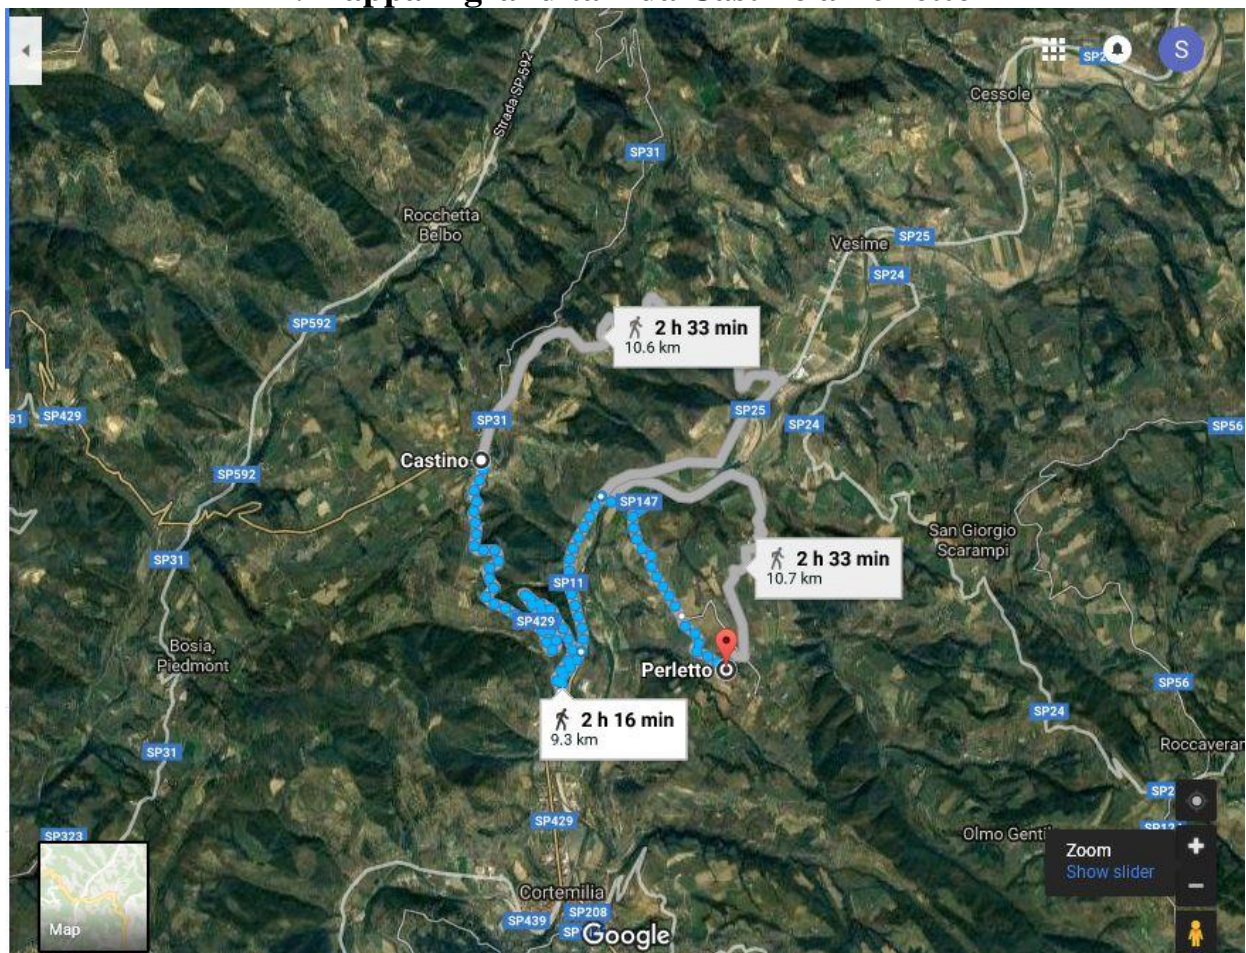 Strada SP592
SP2
S
Cessole
SP31
Rocchetta
Belbo
Vesime
SP25
SP24
SP592
2 h 33 min
10.6 km
SP429
SP31
SP25
SP24
SP56
Castino
SP592
SP147
San Giorgio
Scarampi
SP31
2 h 33 min
10.7 km
SP11
SP429
Bosia,
Piedmont
Perletto
SP56
SP24
2 h 16 min
9.3 km
SP31
Roccaveran
SP2
SP429
SP323
Olmo Genti
Zoom
Show slider
Cortemilia
SP439
SP208
Map
Google